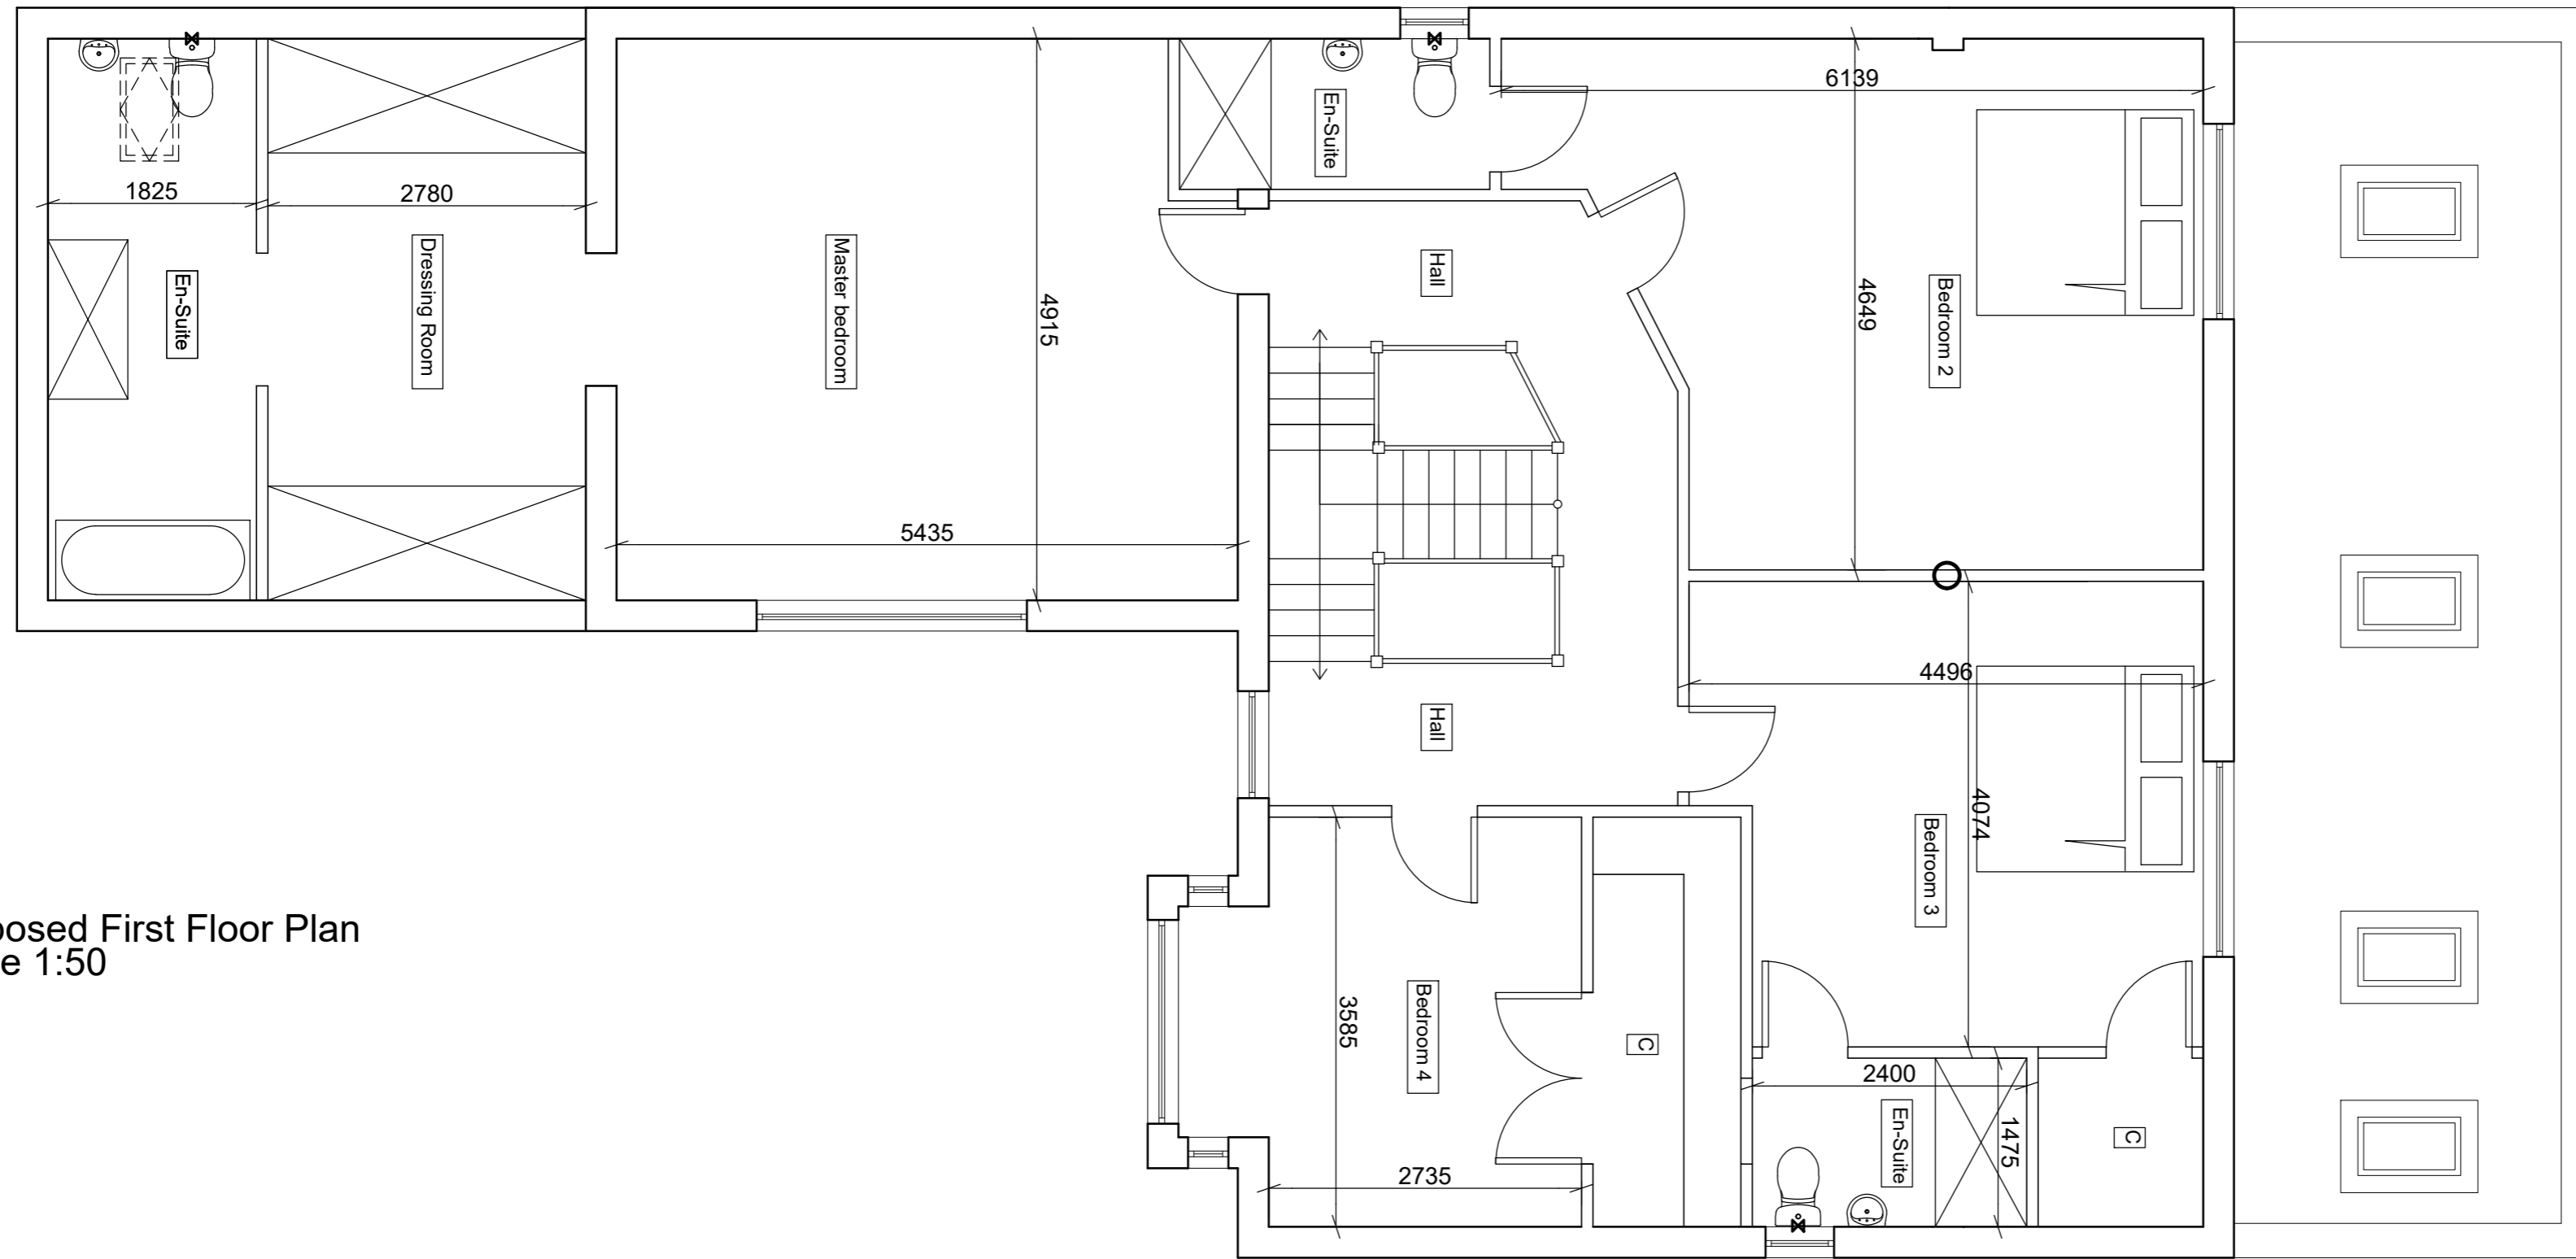 6139
En-Suite
1825
2780
Dressing Room
Master bedroom
4915
Hall
4649
Bedroom 2
En-Suite
5435
4496
Hall
4074
Bedroom 3
posed First Floor Plan
e 1:50
3585
Bedroom 4
C
2400
En-Suite
1475
C
2735